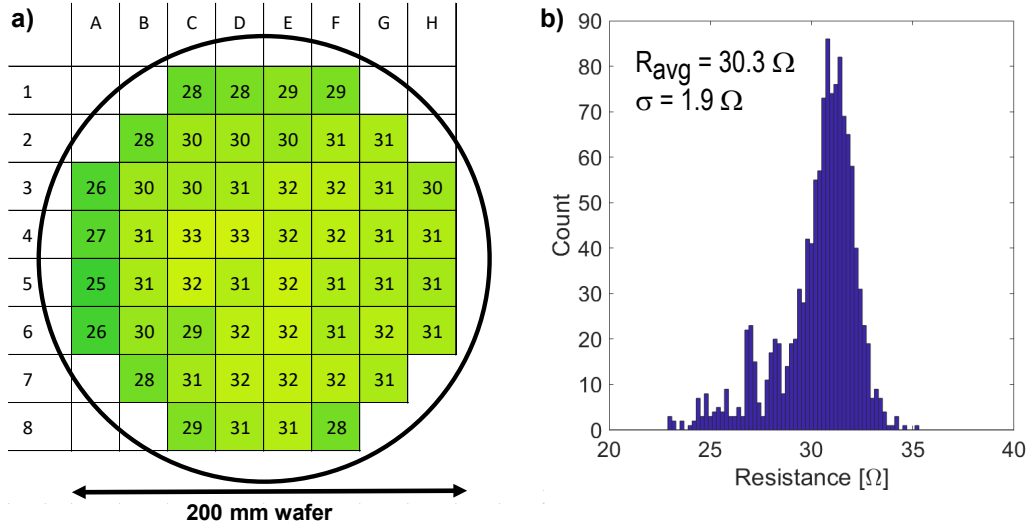 a)
A B C D E F G H
1 28 28 29 29
2 28 30 30 30 31 31
3 26 30 30 31 32 32 31 30
4 27 31 33 33 32 32 31 31
5 25 31 32 31 32 31 31 31
6 26 30 29 32 32 31 32 31
7 28 31 32 32 32 31
8 29 31 31 28
200 mm wafer
b)
Ravg = 30.3 Ω
σ = 1.9 Ω
Count
90
80
70
60
50
40
30
20
10
0
20 25 30 35 40
Resistance [Ω]